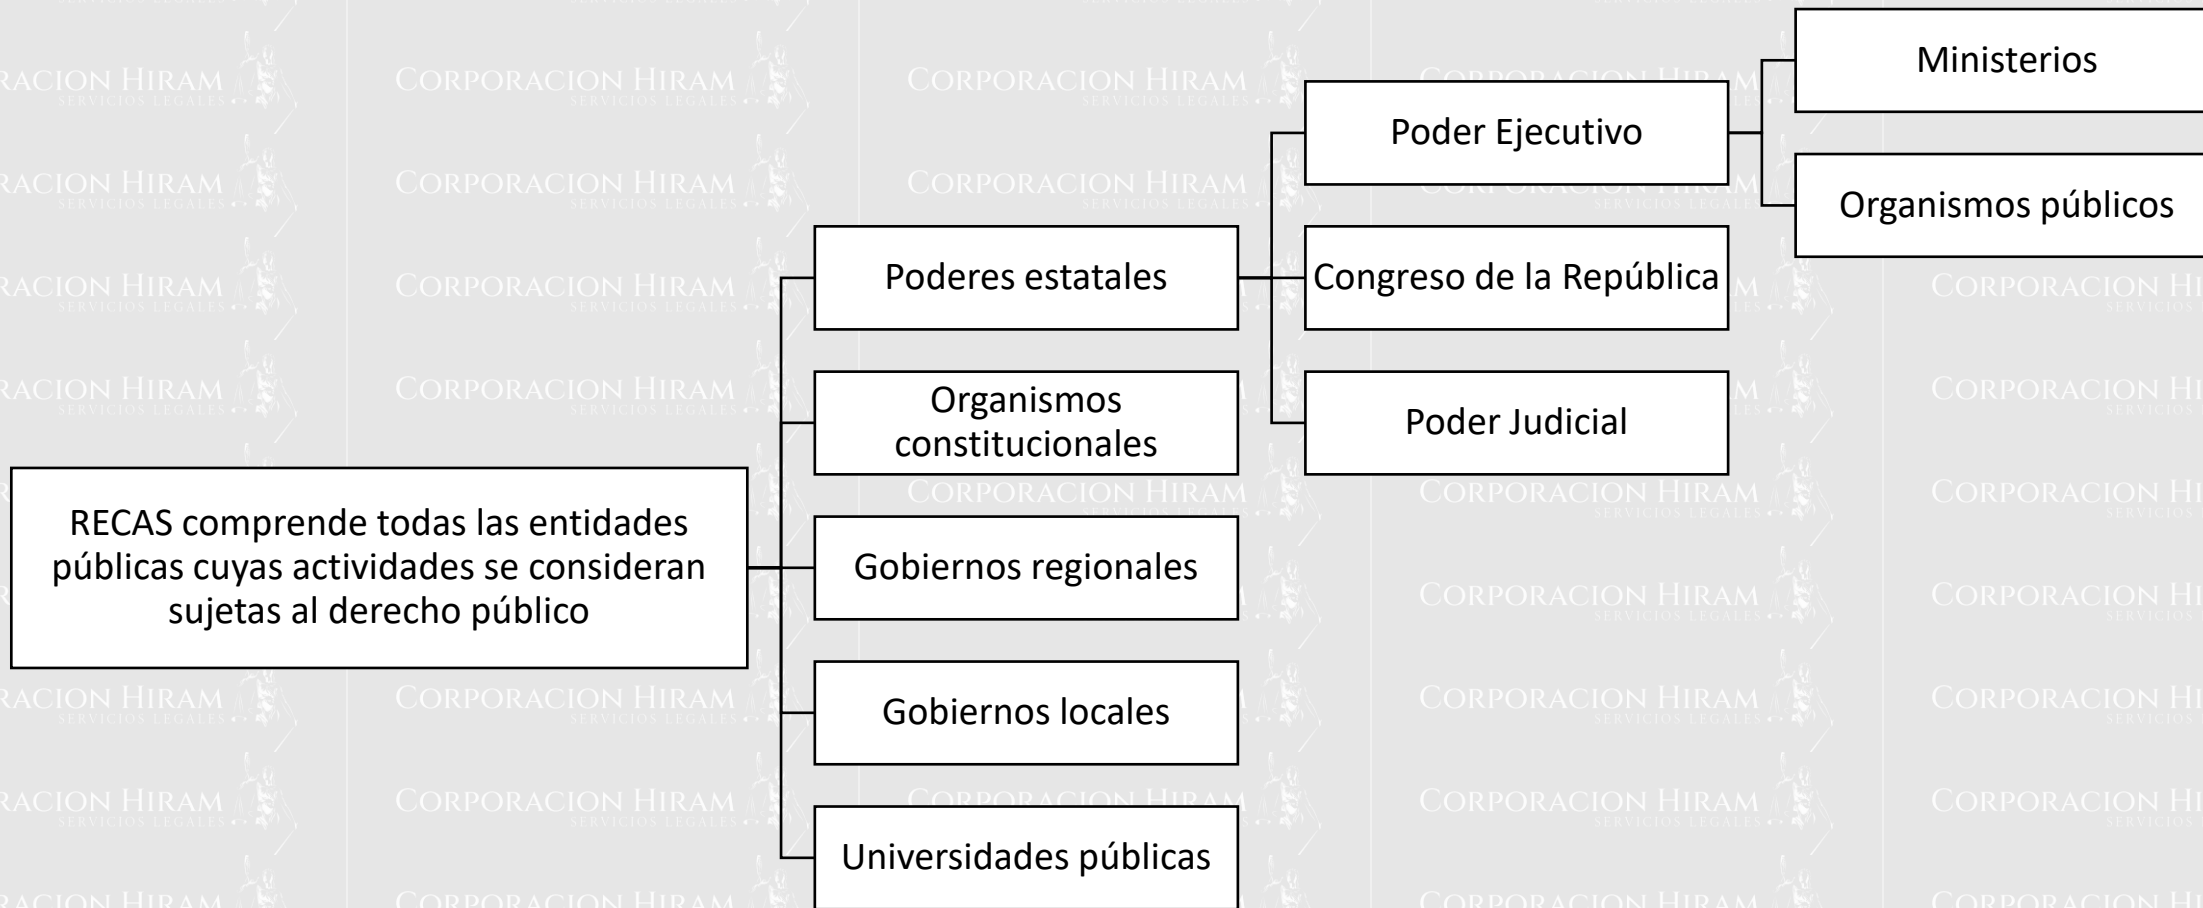 RECAS comprende todas las entidades
públicas cuyas actividades se consideran
sujetas al derecho público
Poderes estatales
Organismos
constitucionales
Gobiernos regionales
Gobiernos locales
Universidades públicas
Poder Ejecutivo
Congreso de la República
Poder Judicial
Ministerios
Organismos públicos
CORPORACION HIRAM
SERVICIOS LEGALES